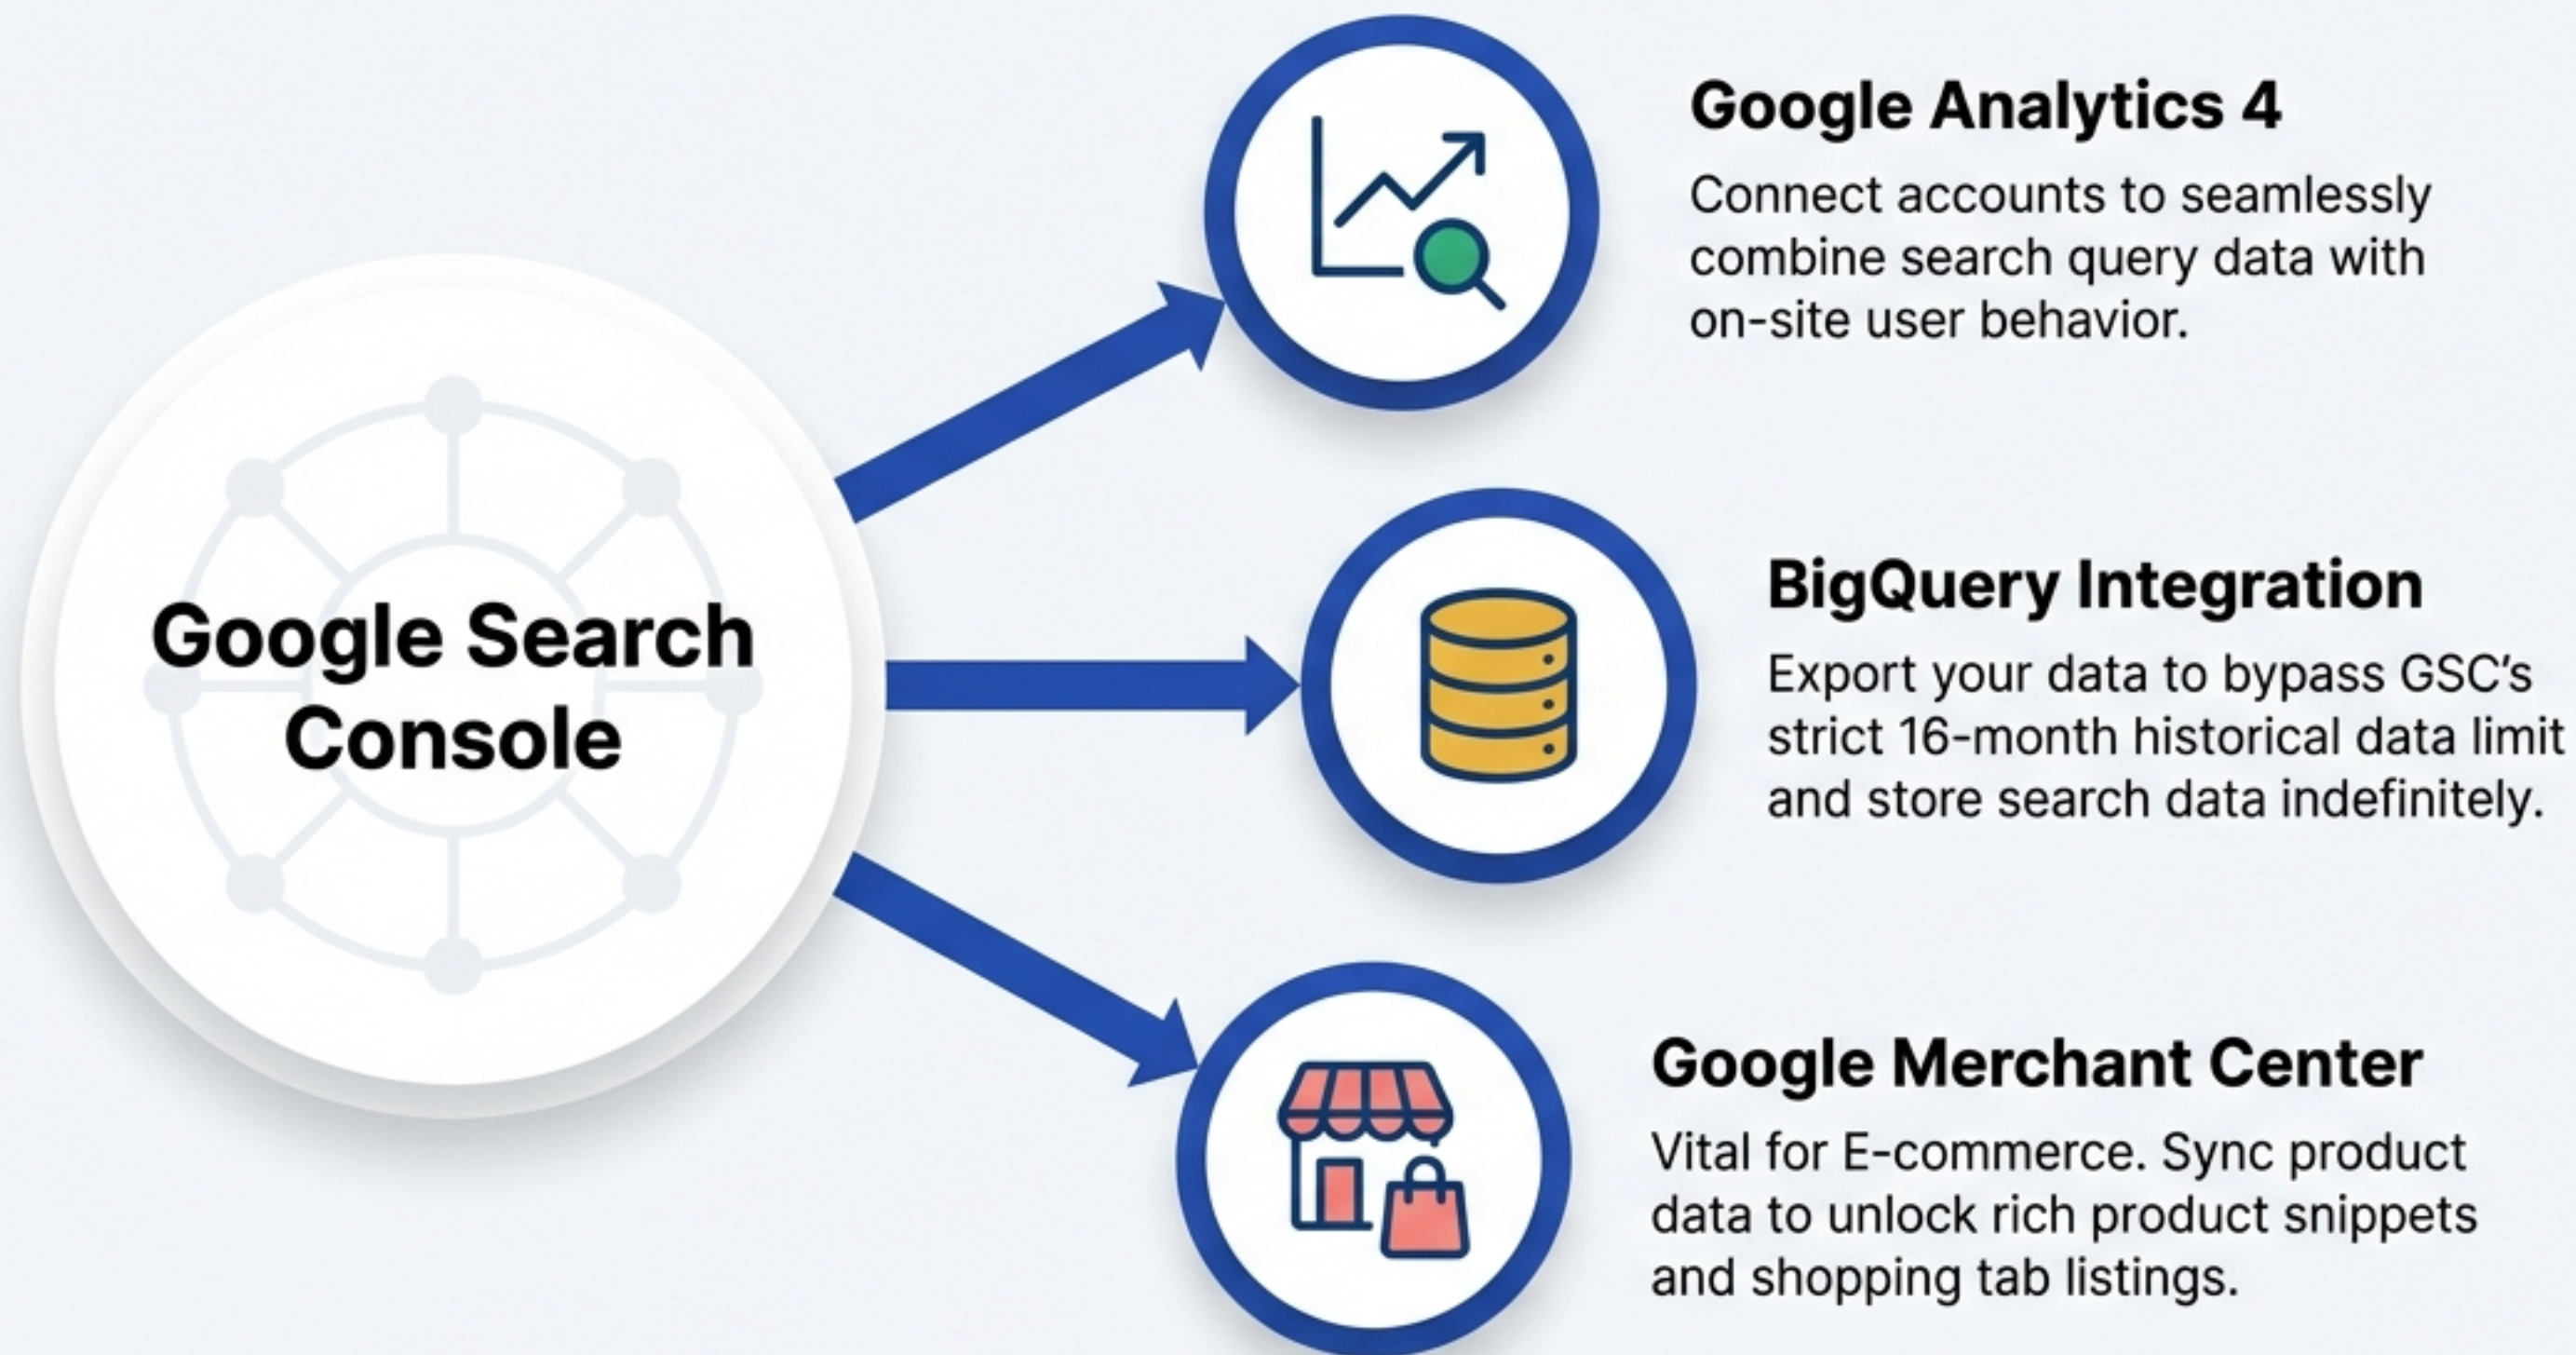 Google Search
Console
Google Analytics 4
Connect accounts to seamlessly
combine search query data with
on-site user behavior.
BigQuery Integration
Export your data to bypass GSC’s
strict 16-month historical data limit
and store search data indefinitely.
Google Merchant Center
Vital for E-commerce. Sync product
data to unlock rich product snippets
and shopping tab listings.